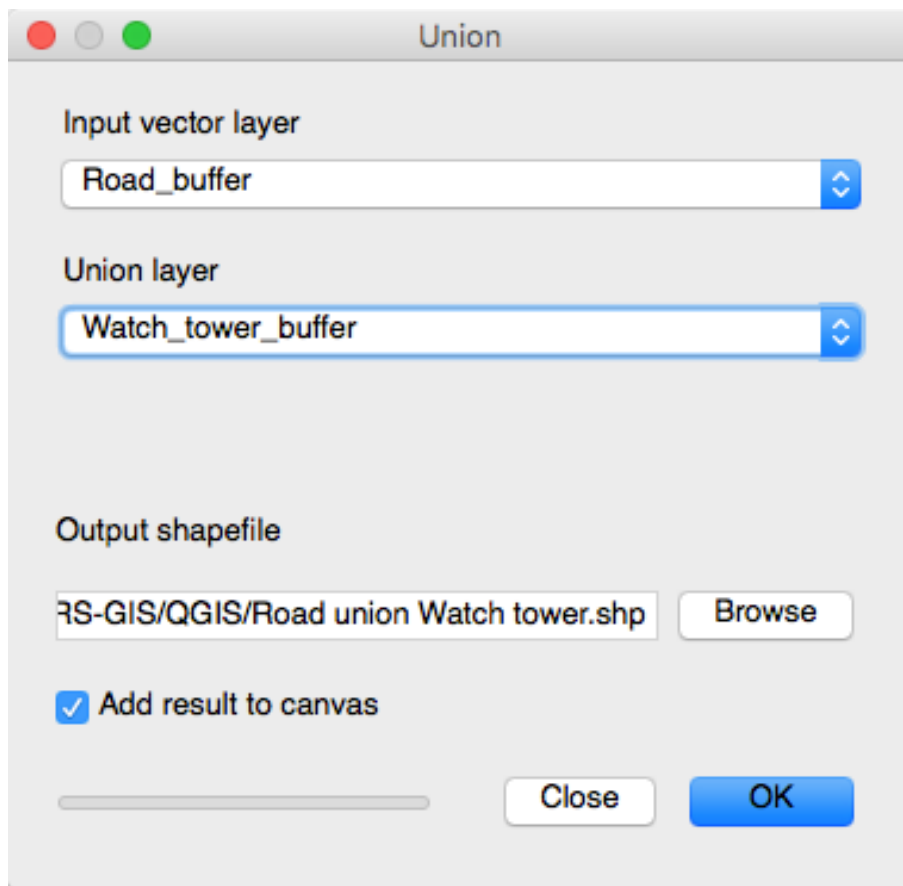 Union
Input vector layer
Road_buffer
Union layer
Watch_tower_buffer
Output shapefile
RS-GIS/QGIS/Road union Watch tower.shp
Browse
Add result to canvas
Close
OK